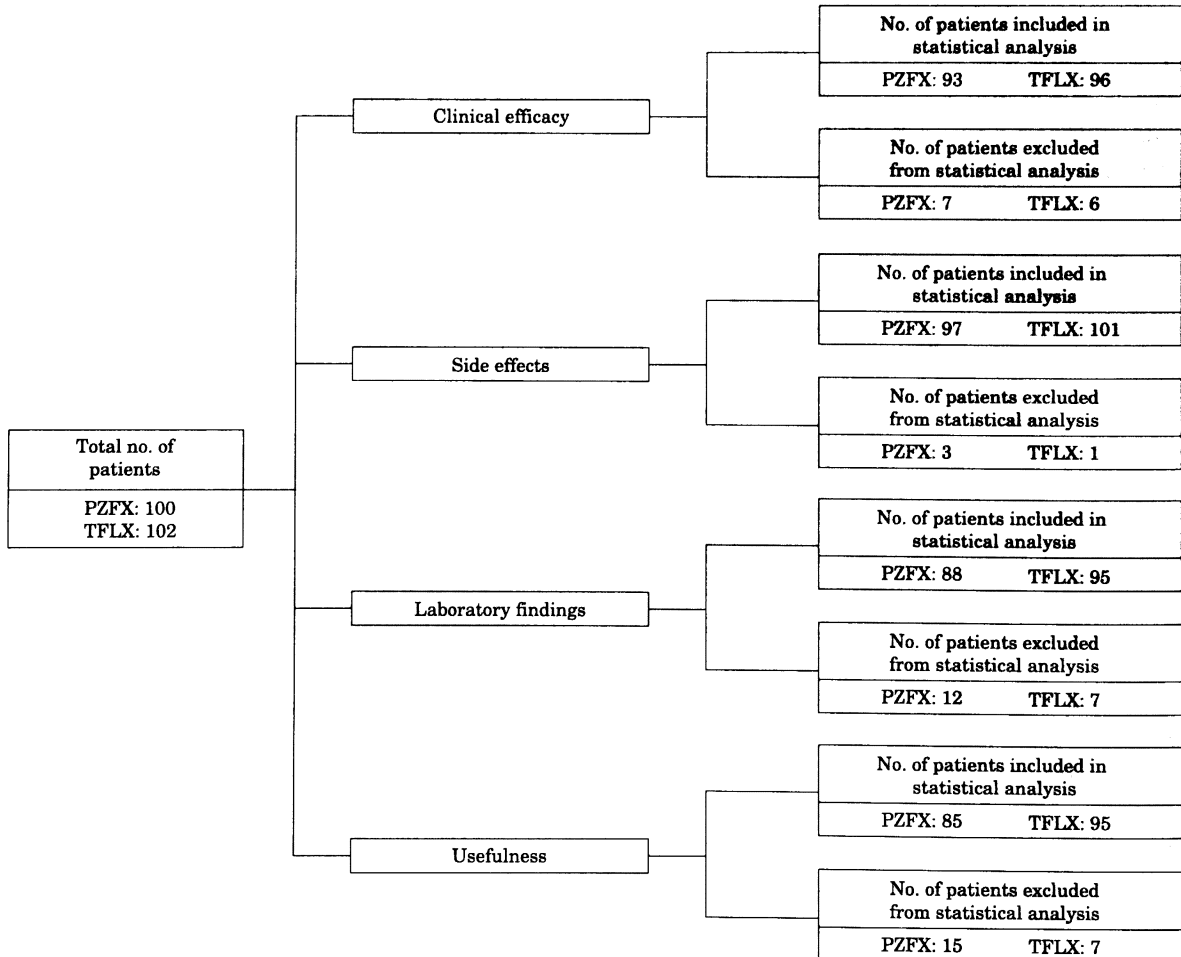 Total no. of
patients
PZFX: 100
TFLX: 102
Clinical efficacy
No. of patients included in
statistical analysis
PZFX: 93 TFLX: 96
No. of patients excluded
from statistical analysis
PZFX: 7 TFLX: 6
Side effects
No. of patients included in
statistical analysis
PZFX: 97 TFLX: 101
No. of patients excluded
from statistical analysis
PZFX: 3 TFLX: 1
Laboratory findings
No. of patients included in
statistical analysis
PZFX: 88 TFLX: 95
No. of patients excluded
from statistical analysis
PZFX: 12 TFLX: 7
Usefulness
No. of patients included in
statistical analysis
PZFX: 85 TFLX: 95
No. of patients excluded
from statistical analysis
PZFX: 15 TFLX: 7